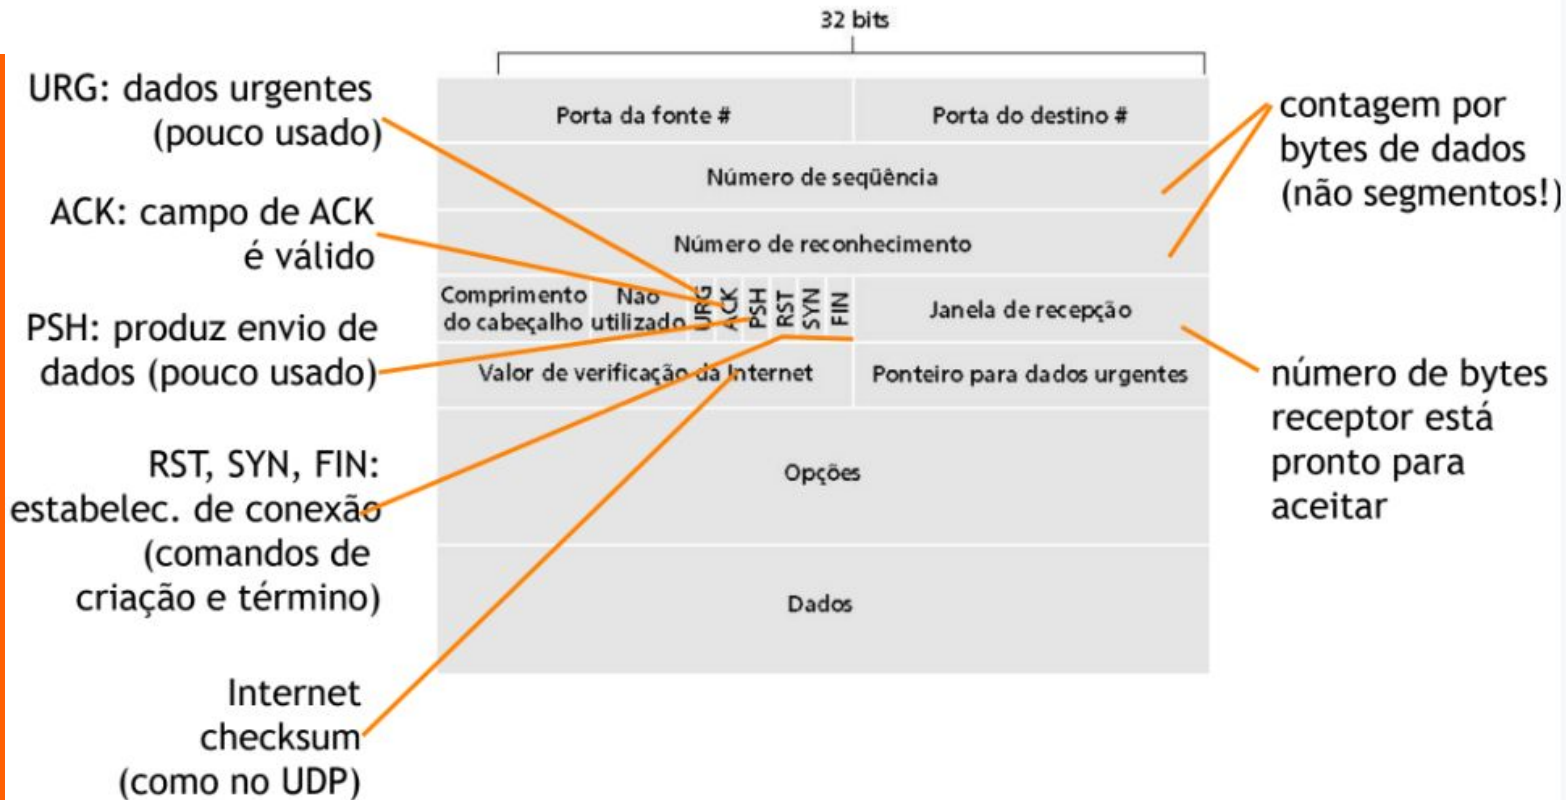 32 bits
URG: dados urgentes
(pouco usado)
ACK: campo de ACK
é válido
PSH: produz envio de
dados (pouco usado)
RST, SYN, FIN:
estabelec. de conexão
(comandos de
criação e término)
Internet
checksum
(como no UDP)
Porta da fonte #
Porta do destino #
Número de seqüência
Número de reconhecimento
Comprimento
do cabeçalho
Não
utilizado
URG
ACK
PSH
RST
SYN
FIN
Janela de recepção
Valor de verificação da Internet
Ponteiro para dados urgentes
Opções
Dados
contagem por
bytes de dados
(não segmentos!)
número de bytes
receptor está
pronto para
aceitar